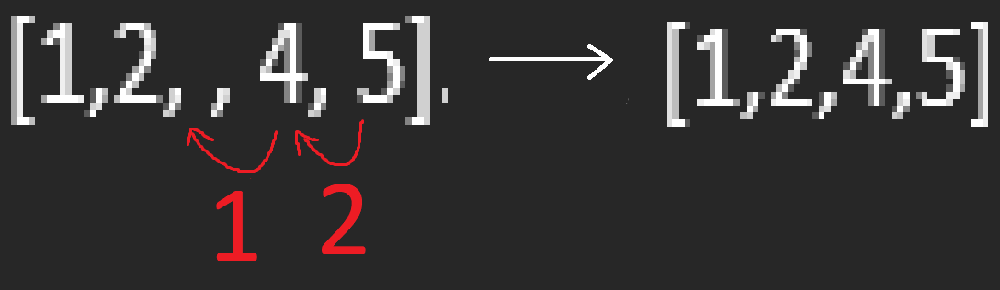 [1,2, , 4, 5]. [1,2,4,5]
1 2